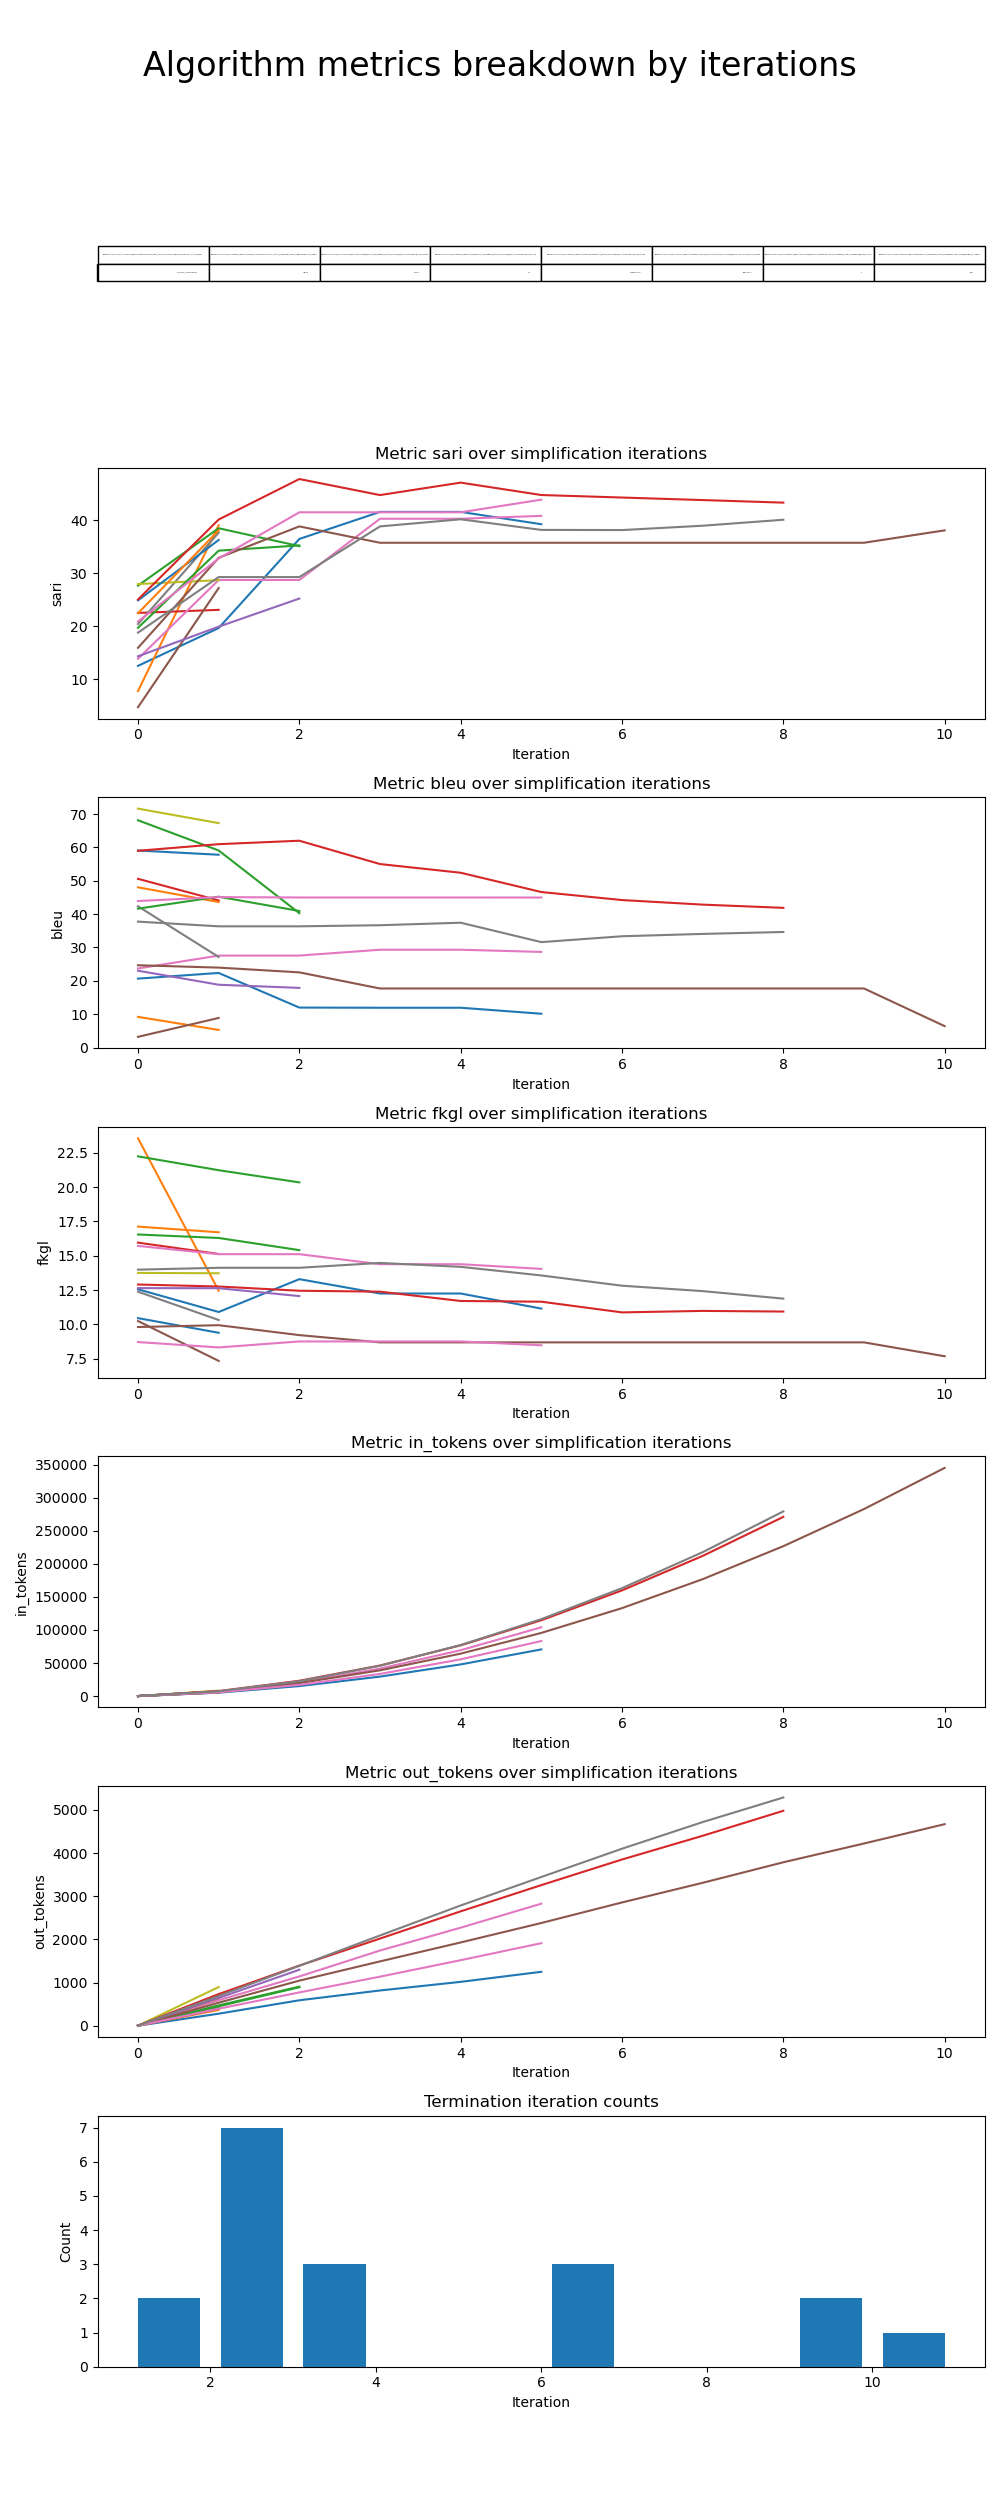 Algorithm metrics breakdown by iterations
Metric sari over simplification iterations
40
30
20
10
sari
0 2 4 6 8 10
Iteration
Metric bleu over simplification iterations
70
60
50
40
30
20
10
0
bleu
0 2 4 6 8 10
Iteration
Metric fkgl over simplification iterations
22.5
20.0
17.5
15.0
12.5
10.0
7.5
fkgl
0 2 4 6 8 10
Iteration
Metric in_tokens over simplification iterations
350000
300000
250000
200000
150000
100000
50000
0
in_tokens
0 2 4 6 8 10
Iteration
Metric out_tokens over simplification iterations
5000
4000
3000
2000
1000
0
out_tokens
0 2 4 6 8 10
Iteration
Termination iteration counts
7
6
5
4
3
2
1
0
Count
2 4 6 8 10
Iteration